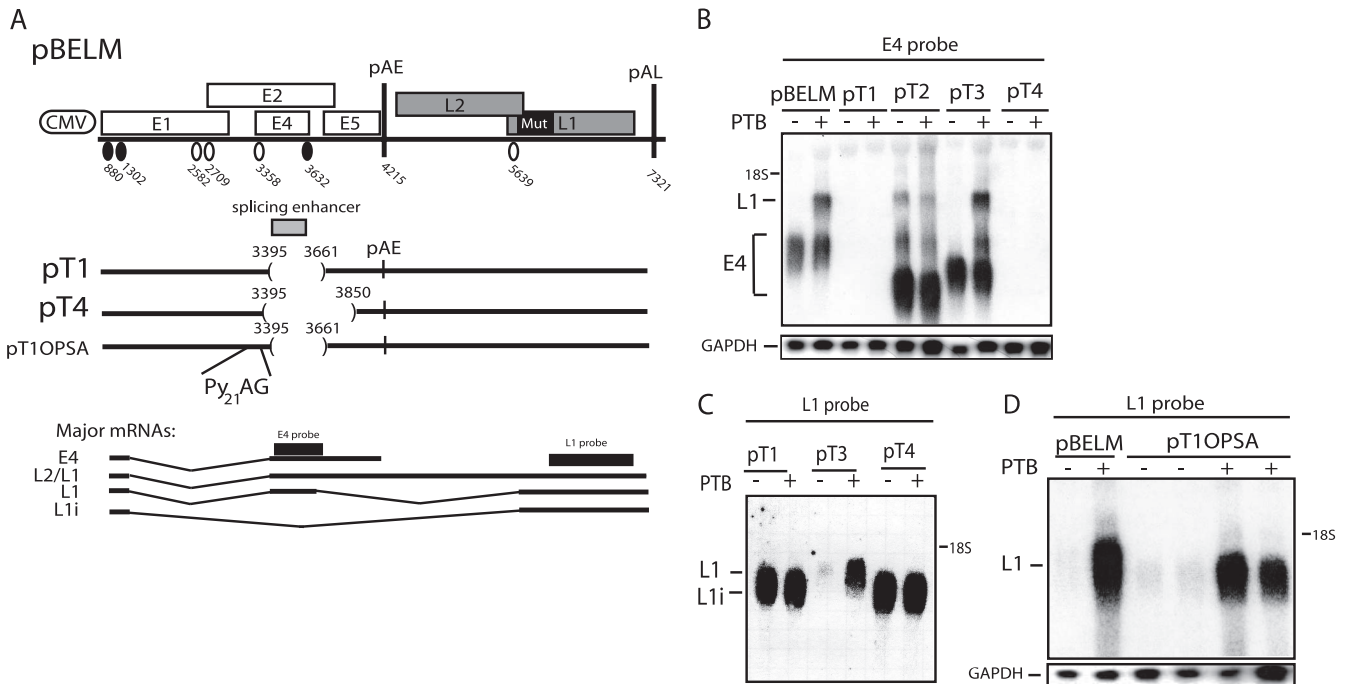 A
pBELM
pAE
pAL
E2
L2
CMV
E1
E4
E5
Mut
L1
880
1302
2582
2709
3358
3632
4215
5639
7321
splicing enhancer
3395
3661
pAE
pT1
3395
3850
pT4
3395
3661
pT1OPSA
Py21AG
Major mRNAs:
E4 probe
L1 probe
E4
L2/L1
L1
L1i
B
E4 probe
pBELM pT1 pT2 pT3 pT4
PTB - + - + - + - + - +
18S
L1
E4
GAPDH
C
L1 probe
pT1 pT3 pT4
PTB - + - + - +
18S
L1
L1i
D
L1 probe
pBELM pT1OPSA
PTB - + - - + +
18S
L1
GAPDH